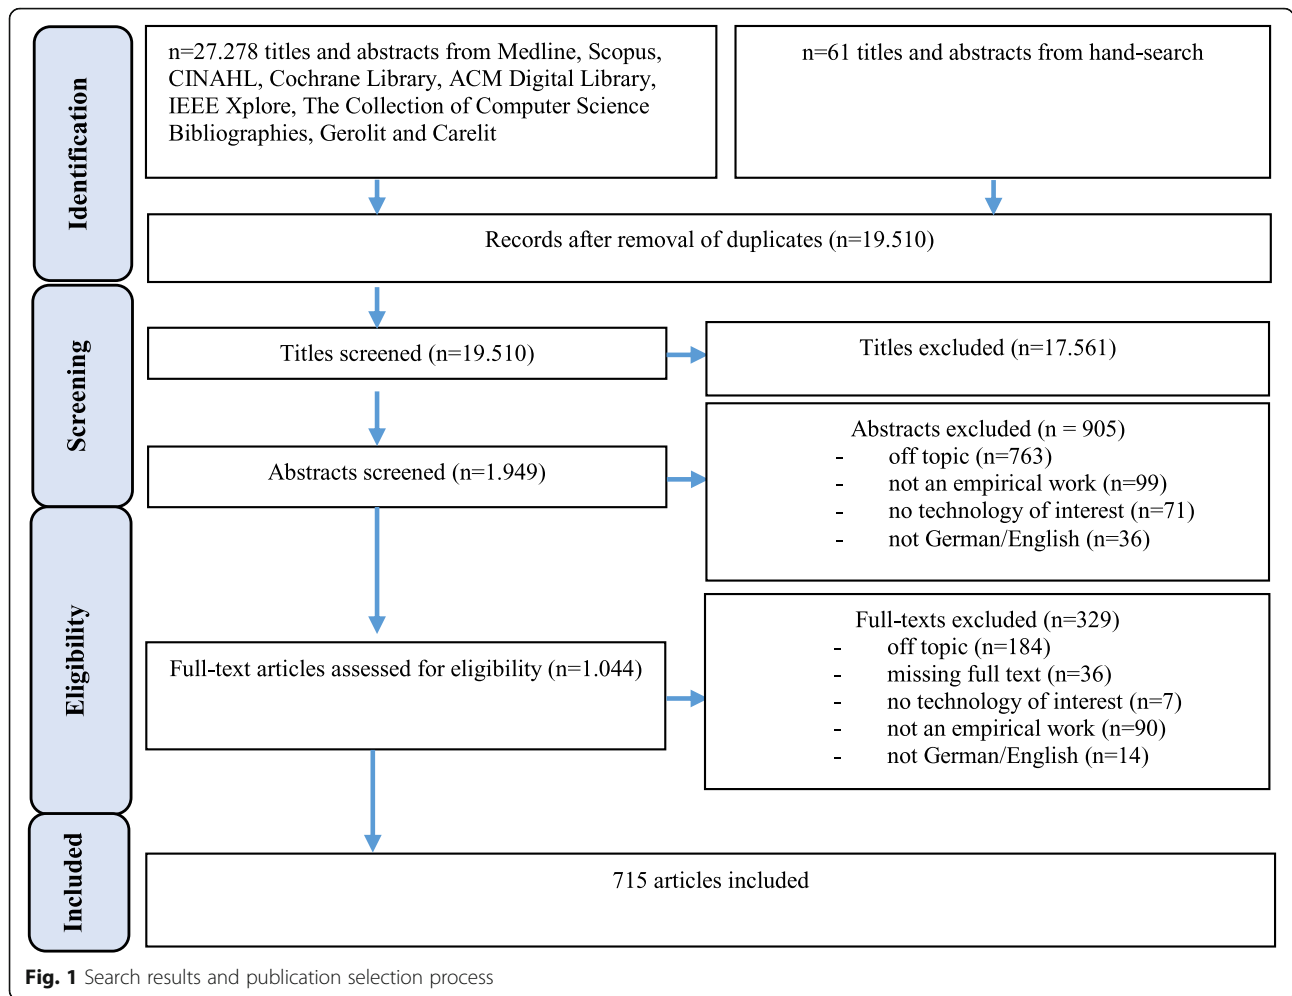 Identification
n=27.278 titles and abstracts from Medline, Scopus,
CINAHL, Cochrane Library, ACM Digital Library,
IEEE Xplore, The Collection of Computer Science
Bibliographies, Gerolit and Carelit
n=61 titles and abstracts from hand-search
Records after removal of duplicates (n=19.510)
Screening
Titles screened (n=19.510)
Titles excluded (n=17.561)
Abstracts screened (n=1.949)
Abstracts excluded (n = 905)
- off topic (n=763)
- not an empirical work (n=99)
- no technology of interest (n=71)
- not German/English (n=36)
Eligibility
Full-text articles assessed for eligibility (n=1.044)
Full-texts excluded (n=329)
- off topic (n=184)
- missing full text (n=36)
- no technology of interest (n=7)
- not an empirical work (n=90)
- not German/English (n=14)
Included
715 articles included
Fig. 1 Search results and publication selection process